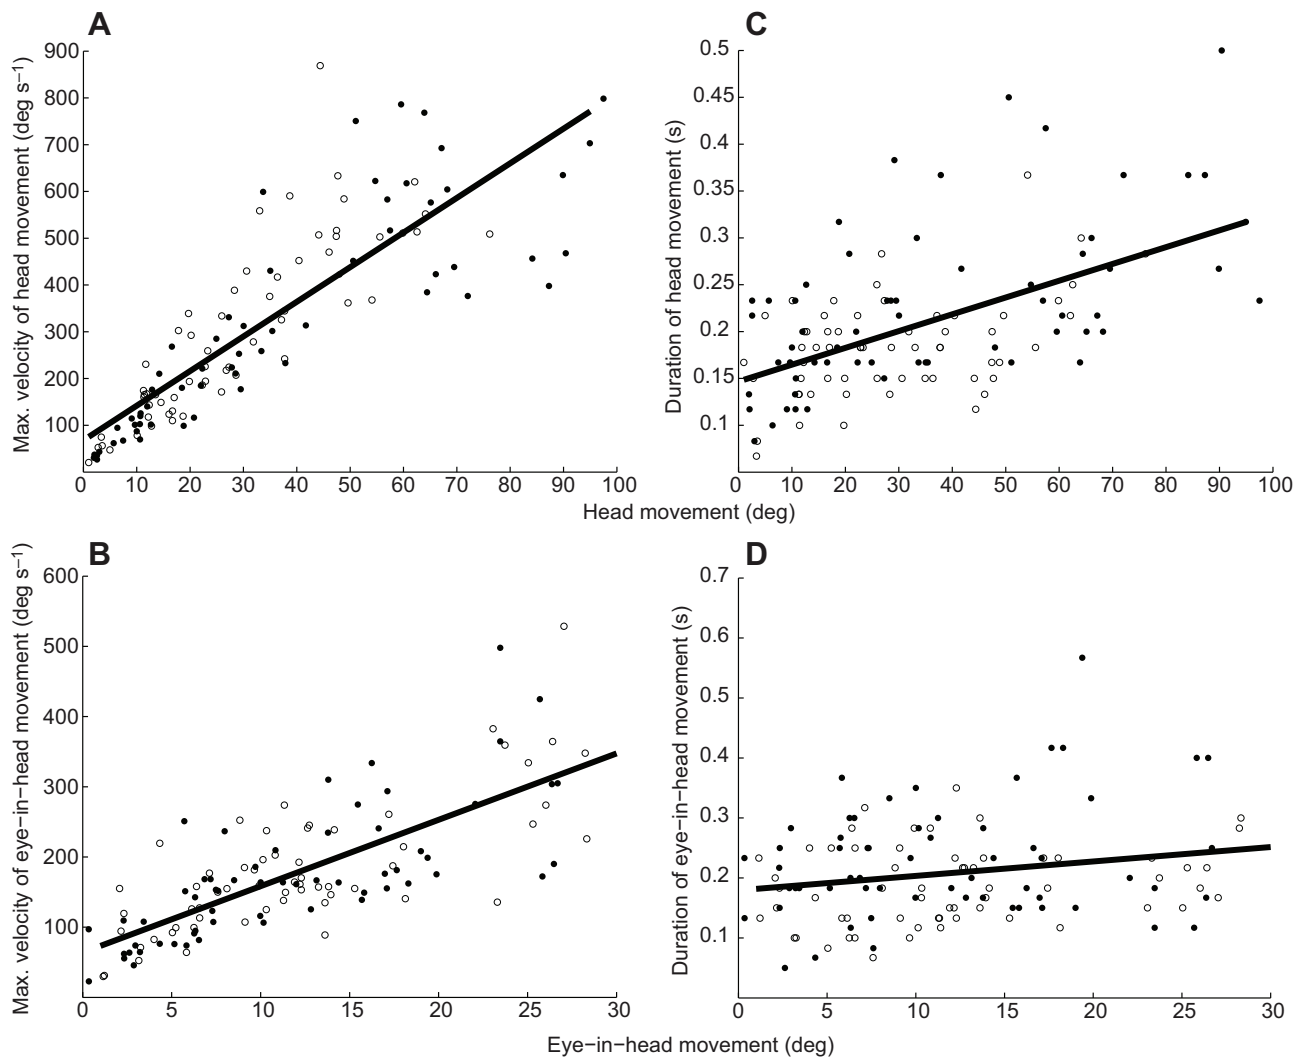 A
Max. velocity of head movement (deg s−1)
900
800
700
600
500
400
300
200
100
0 10 20 30 40 50 60 70 80 90 100
C
Duration of head movement (s)
0.5
0.45
0.4
0.35
0.3
0.25
0.2
0.15
0.1
0 10 20 30 40 50 60 70 80 90 100
Head movement (deg)
B
Max. velocity of eye−in−head movement (deg s−1)
600
500
400
300
200
100
0 5 10 15 20 25 30
D
Duration of eye−in−head movement (s)
0.7
0.6
0.5
0.4
0.3
0.2
0.1
0 5 10 15 20 25 30
Eye−in−head movement (deg)